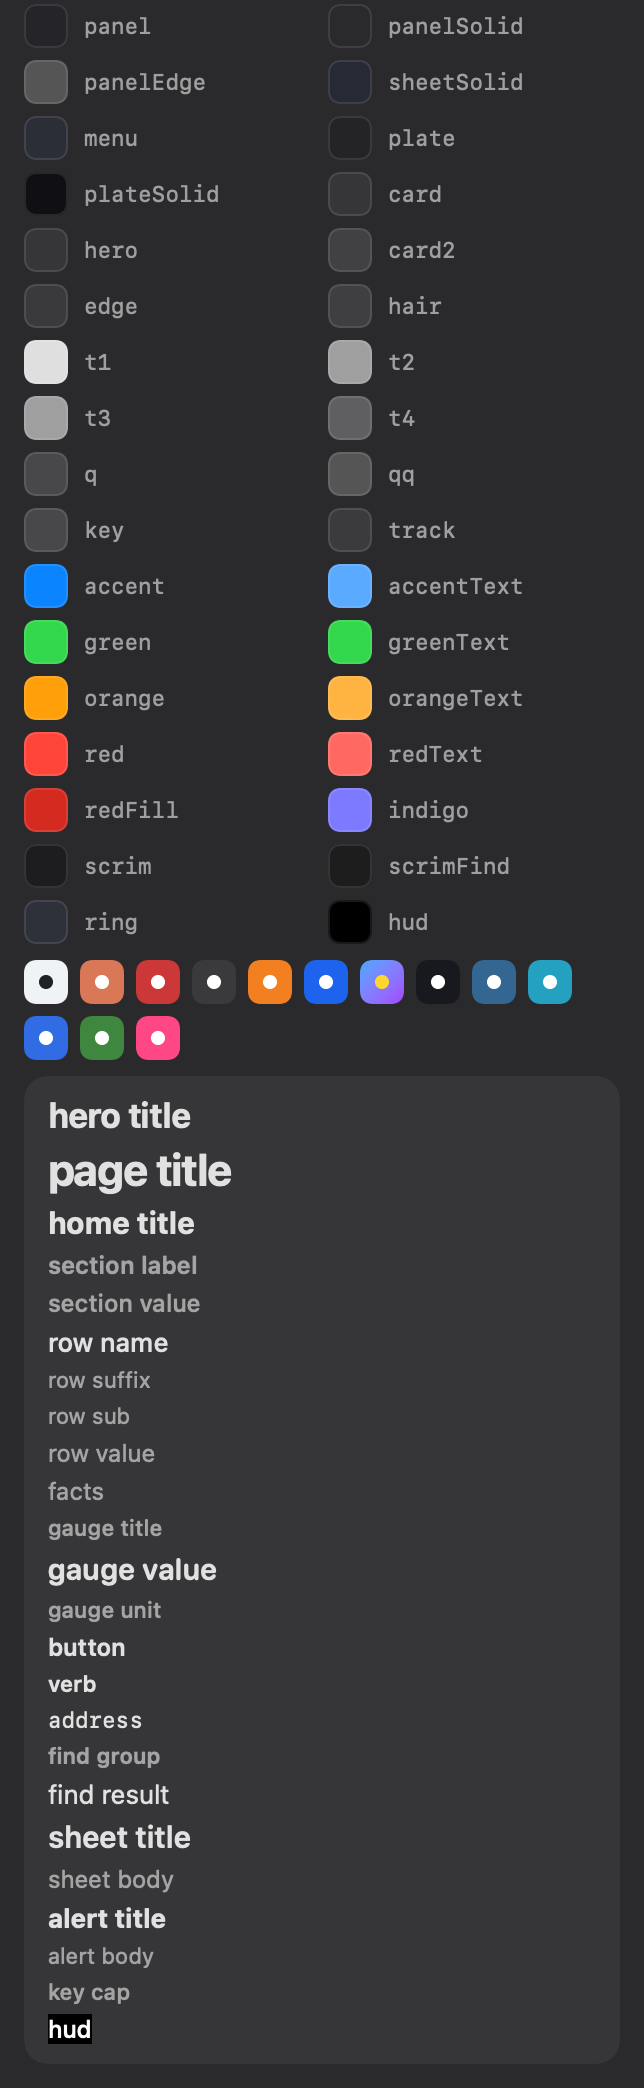 panel panelSolid
panelEdge sheetSolid
menu plate
plateSolid card
hero card2
edge hair
t1 t2
t3 t4
q qq
key track
accent accentText
green greenText
orange orangeText
red redText
redFill indigo
scrim scrimFind
ring hud
hero title
page title
home title
section label
section value
row name
row suffix
row sub
row value
facts
gauge title
gauge value
gauge unit
button
verb
address
find group
find result
sheet title
sheet body
alert title
alert body
key cap
hud